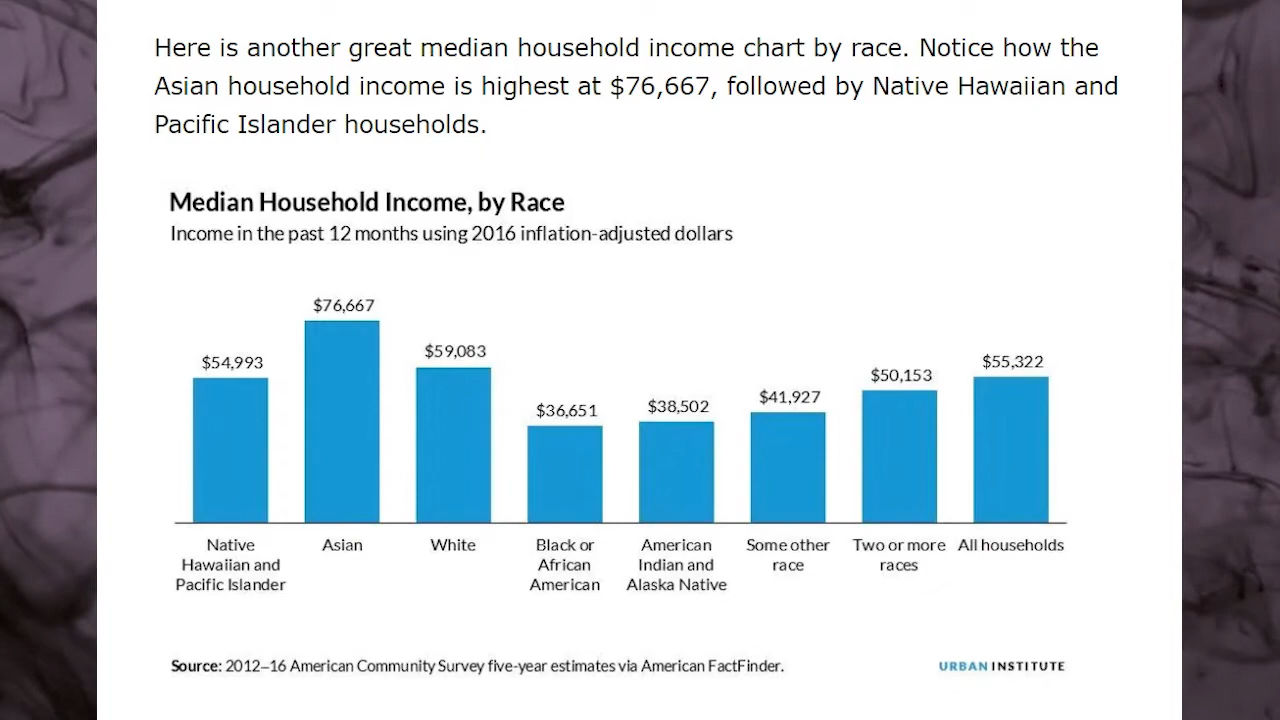 Here is another great median household income chart by race. Notice how the
Asian household income is highest at $76,667, followed by Native Hawaiian and
Pacific Islander households.
Median Household Income, by Race
Income in the past 12 months using 2016 inflation-adjusted dollars
$54,993
$76,667
$59,083
$36,651
$38,502
$41,927
$50,153
$55,322
Native
Hawaiian and
Pacific Islander
Asian
White
Black or
African
American
American
Indian and
Alaska Native
Some other
race
Two or more
races
All households
Source: 2012–16 American Community Survey five-year estimates via American FactFinder.
URBAN INSTITUTE